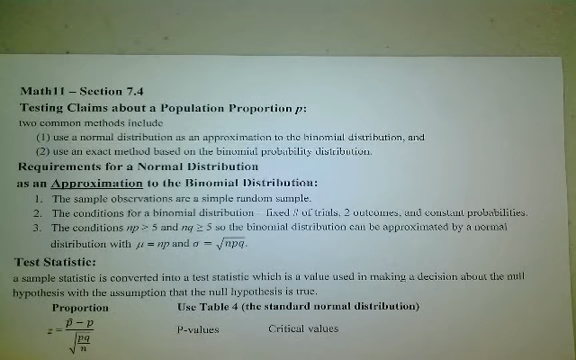 Math11 – Section 7.4
Testing Claims about a Population Proportion p:
two common methods include
(1) use a normal distribution as an approximation to the binomial distribution, and
(2) use an exact method based on the binomial probability distribution.
Requirements for a Normal Distribution
as an Approximation to the Binomial Distribution:
1. The sample observations are a simple random sample.
2. The conditions for a binomial distribution – fixed # of trials, 2 outcomes, and constant probabilities.
3. The conditions np ≥ 5 and nq ≥ 5 so the binomial distribution can be approximated by a normal
distribution with μ = np and σ = √npq.
Test Statistic:
a sample statistic is converted into a test statistic which is a value used in making a decision about the null
hypothesis with the assumption that the null hypothesis is true.
Proportion Use Table 4 (the standard normal distribution)
z = (p̂ − p) / √(pq/n) P-values Critical values